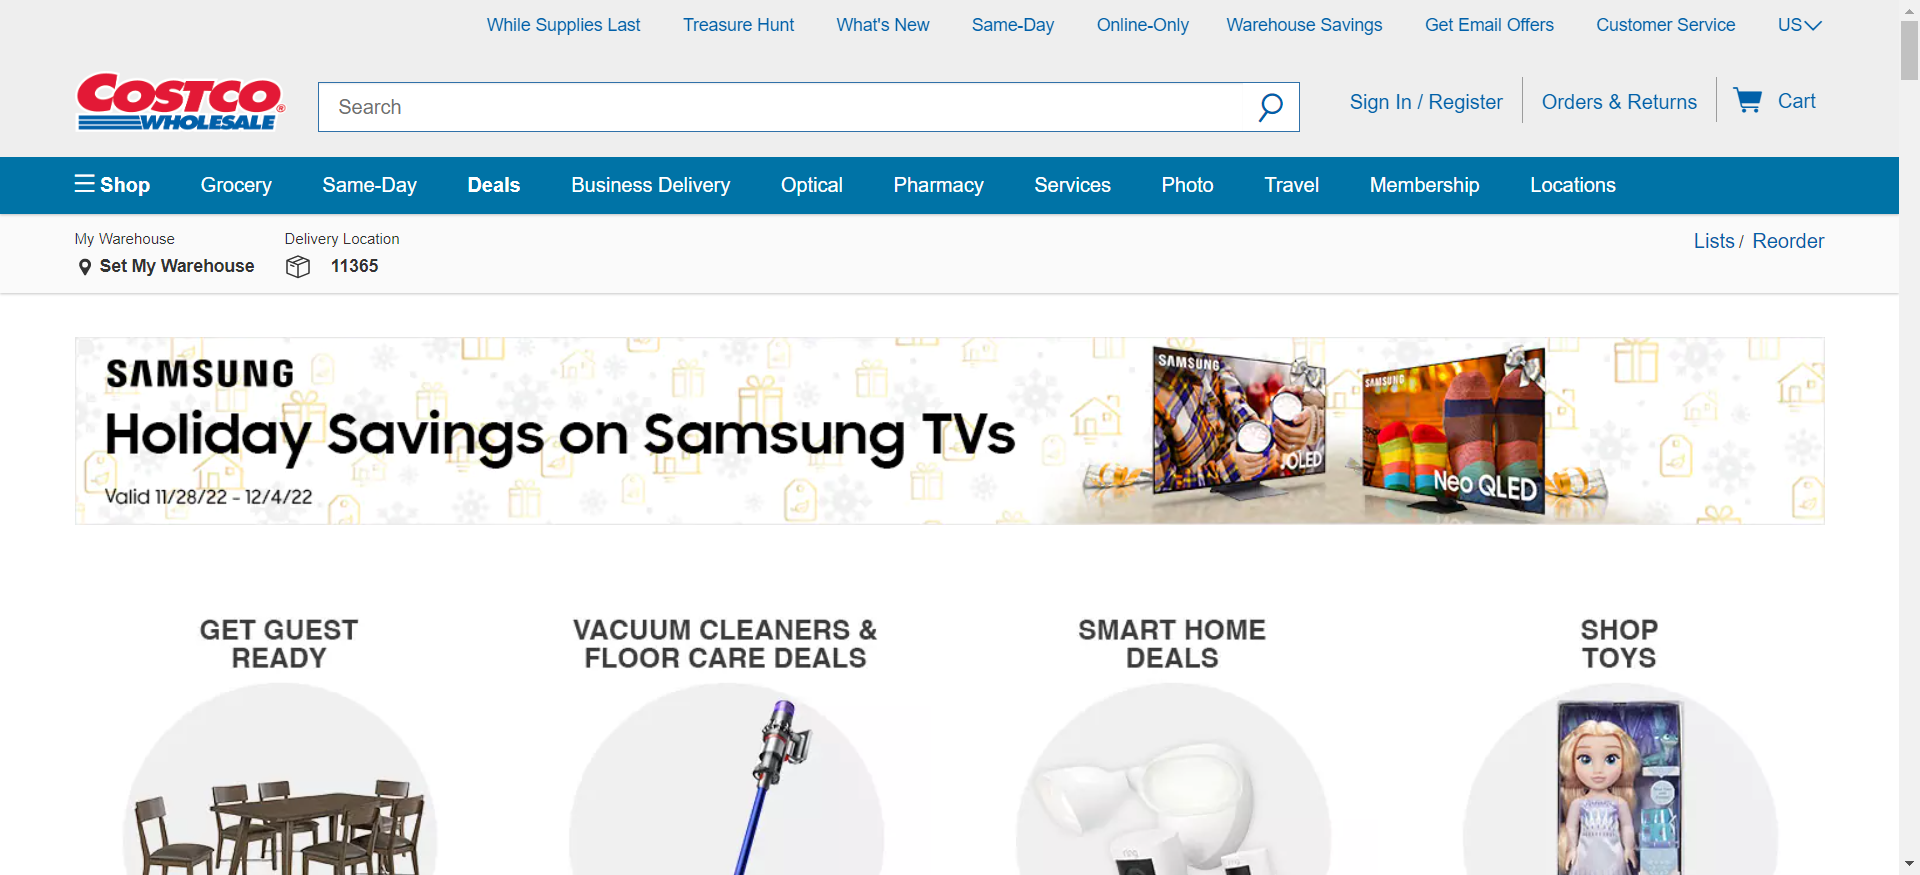 While Supplies Last Treasure Hunt What's New Same-Day Online-Only Warehouse Savings Get Email Offers Customer Service US
COSTCO WHOLESALE
Search
Sign In / Register Orders & Returns Cart
Shop Grocery Same-Day Deals Business Delivery Optical Pharmacy Services Photo Travel Membership Locations
My Warehouse Delivery Location
Set My Warehouse 11365
Lists / Reorder
SAMSUNG
Holiday Savings on Samsung TVs
Valid 11/28/22 - 12/4/22
SAMSUNG
OLED
SAMSUNG
Neo QLED
GET GUEST
READY
VACUUM CLEANERS &
FLOOR CARE DEALS
SMART HOME
DEALS
SHOP
TOYS
ring
ring